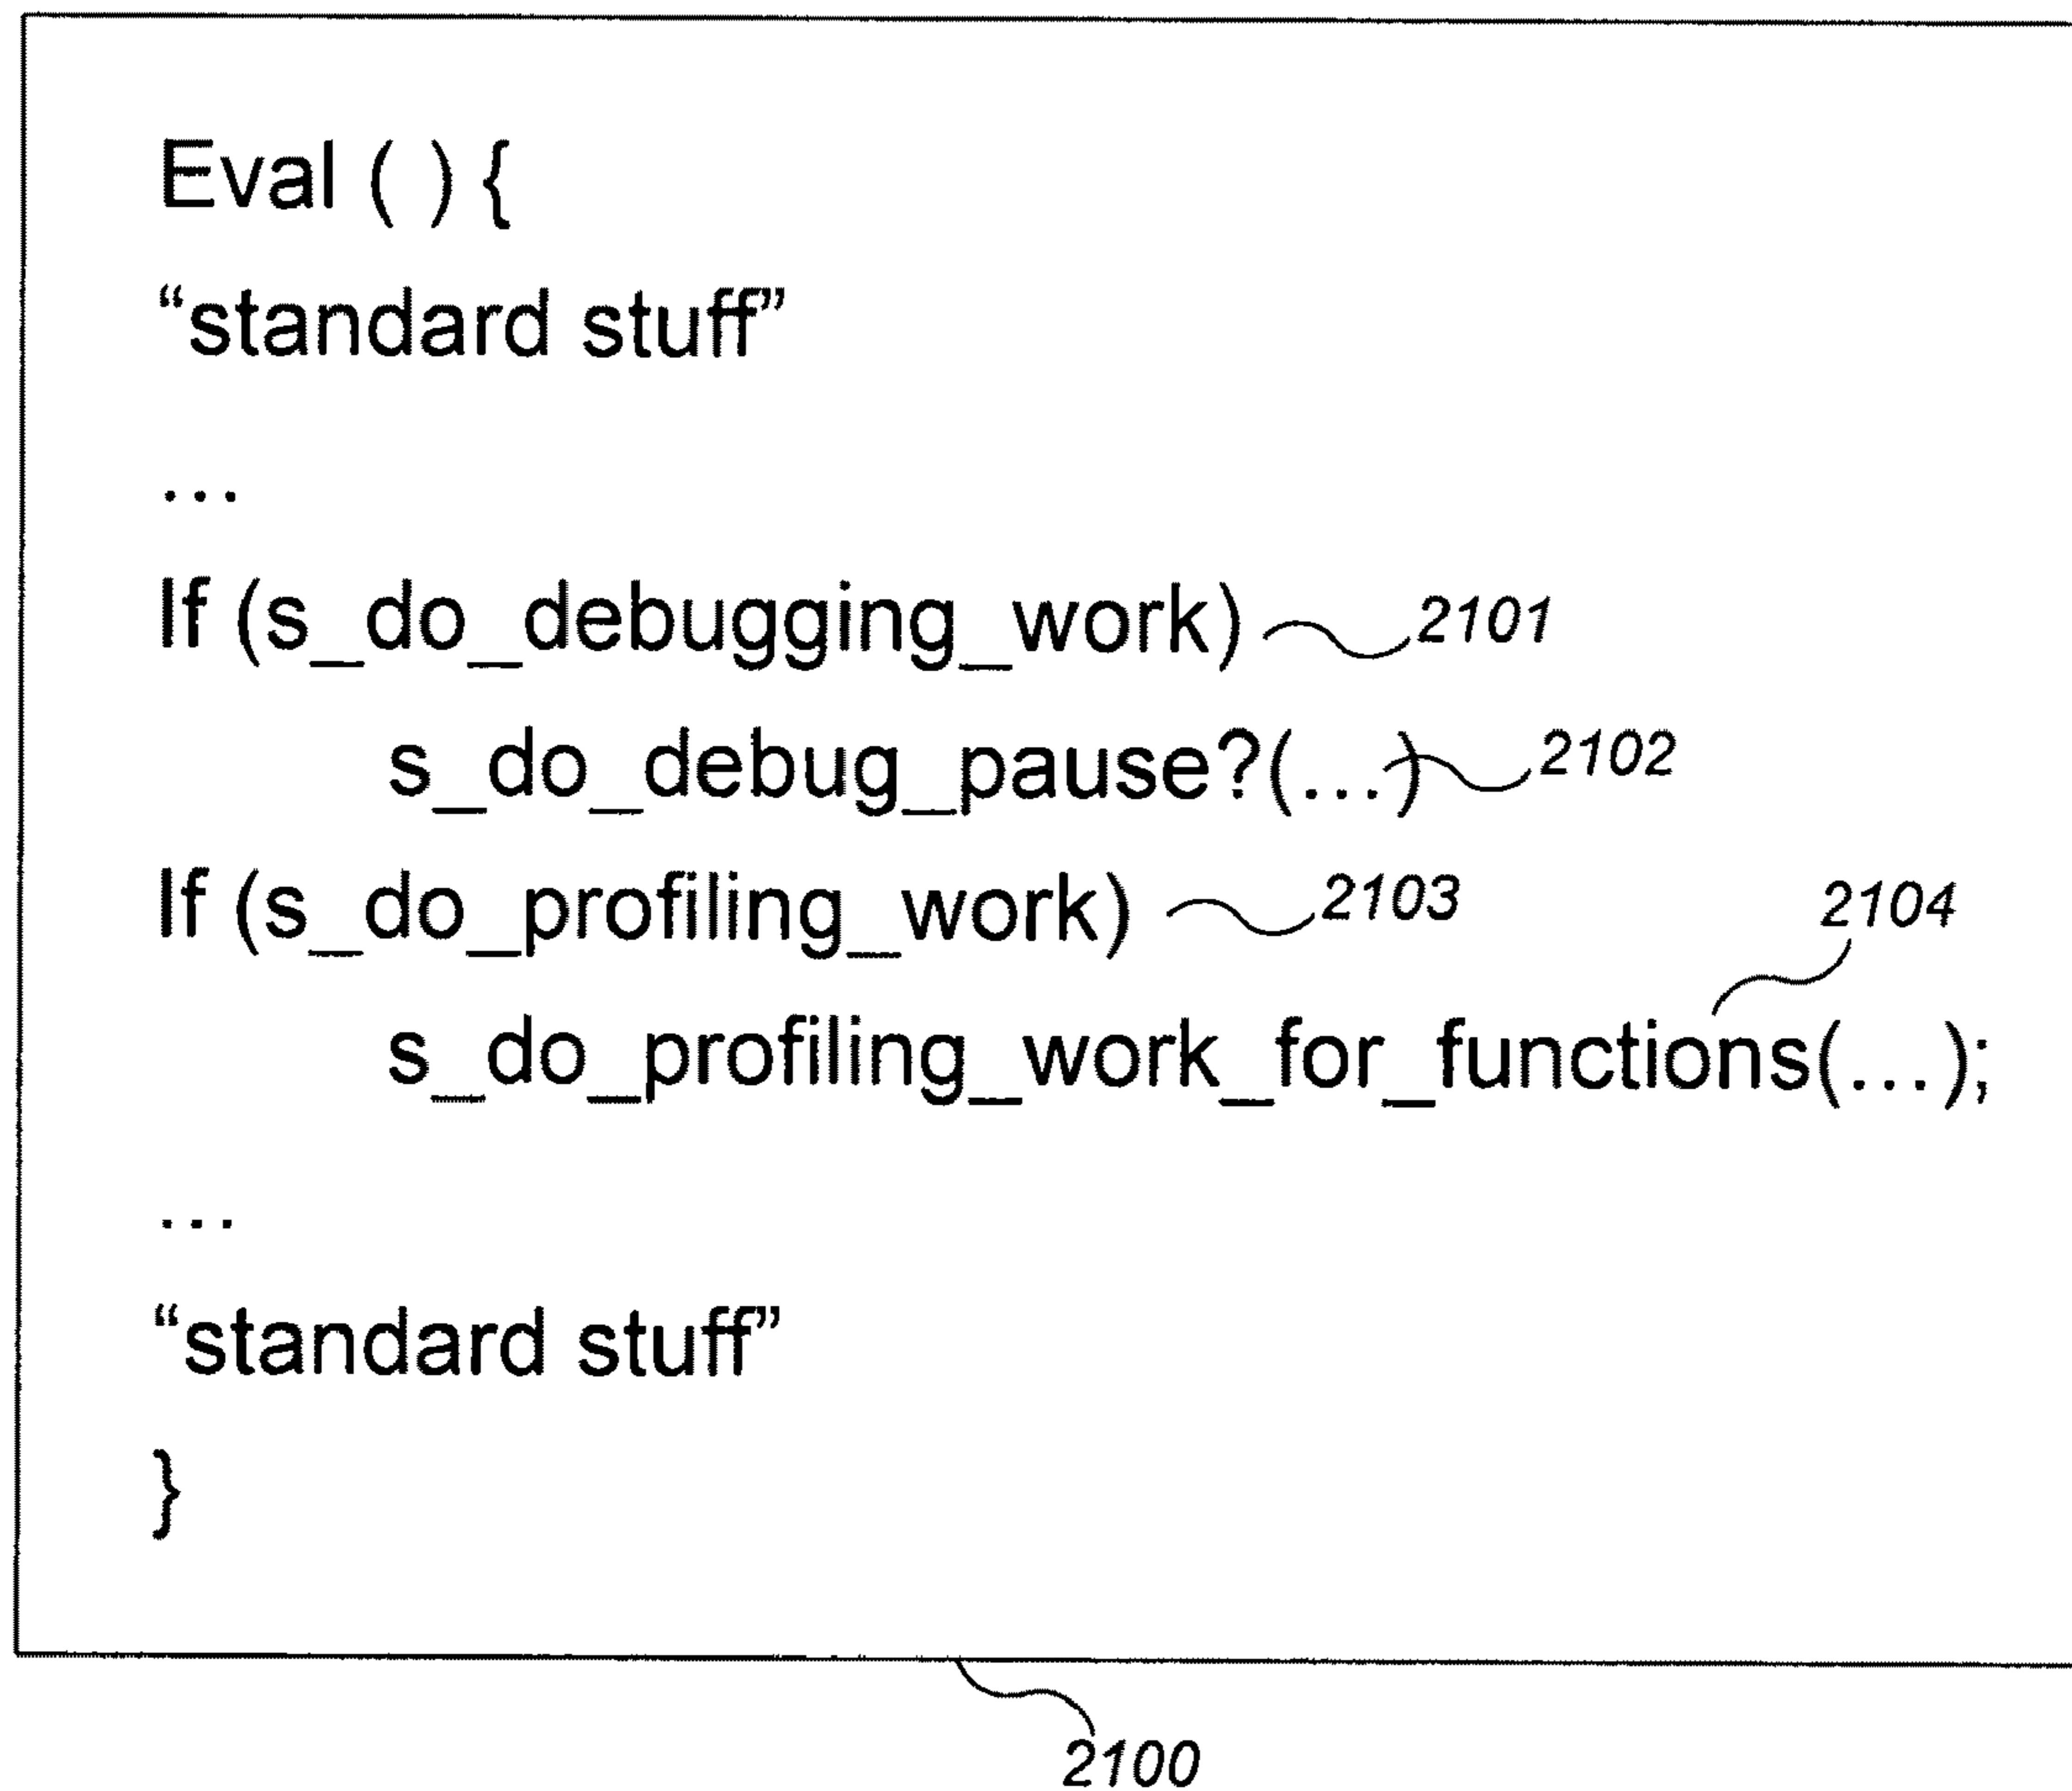 Eval ( ) {
“standard stuff”
...
If (s_do_debugging_work) 2101
s_do_debug_pause?(...) 2102
If (s_do_profiling_work) 2103 2104
s_do_profiling_work_for_functions(...);
...
“standard stuff”
}
2100